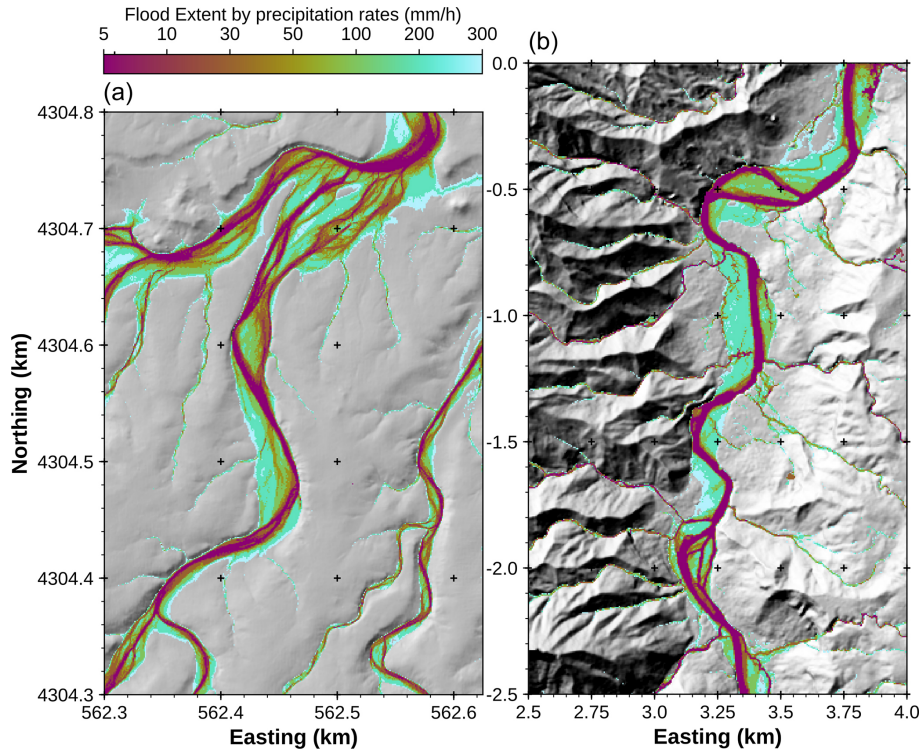 Flood Extent by precipitation rates (mm/h)
5 10 30 50 100 200 300
(a)
(b)
4304.8
4304.7
4304.6
4304.5
4304.4
4304.3
Northing (km)
562.3 562.4 562.5 562.6
Easting (km)
0.0
-0.5
-1.0
-1.5
-2.0
-2.5
2.5 2.75 3.0 3.25 3.5 3.75 4.0
Easting (km)